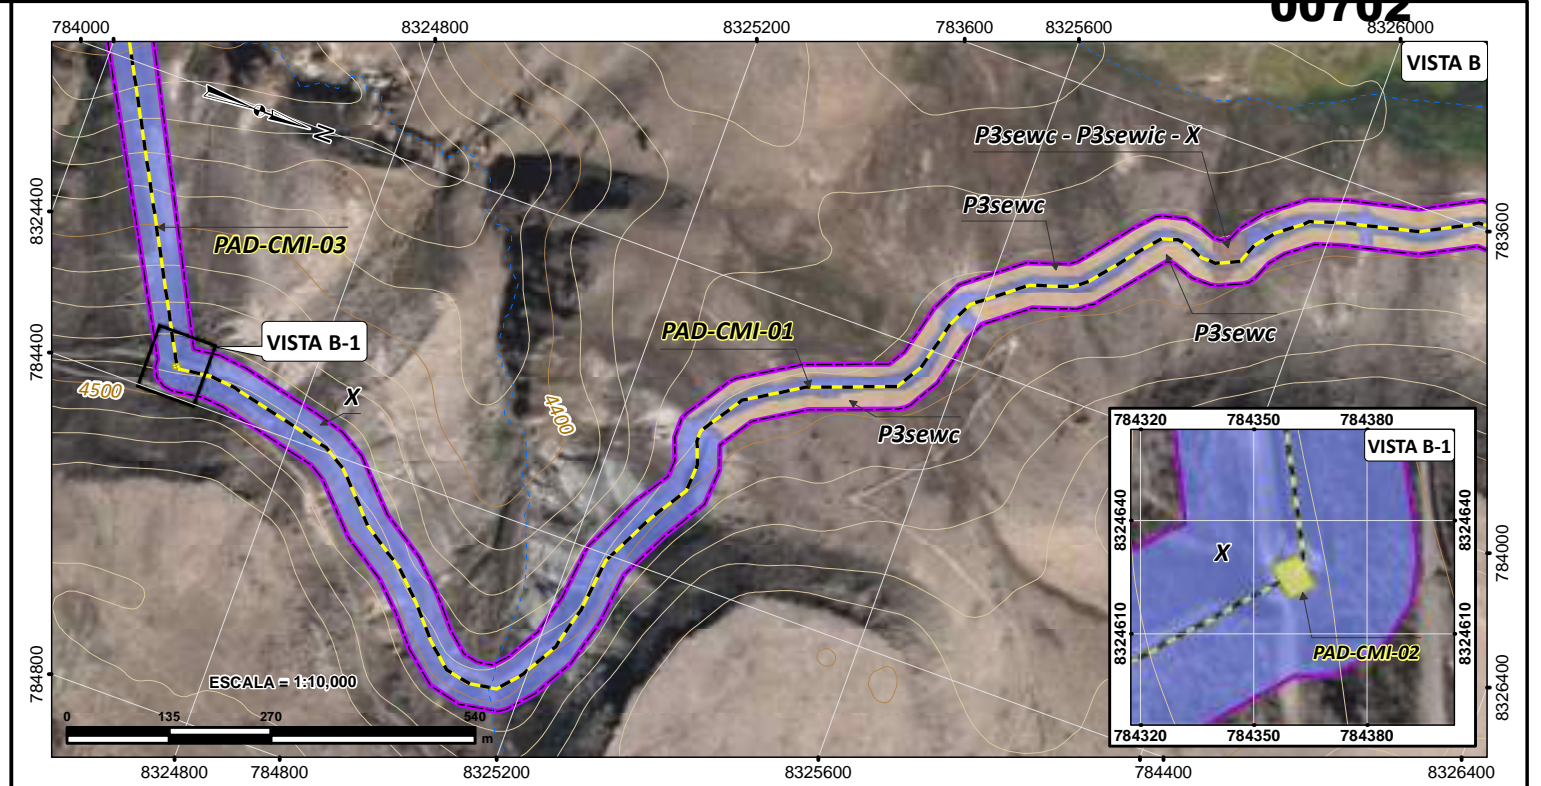 00702
784000 8324800 8325200 783600 8325600 8326000
VISTA B
N
P3sewc - P3sewic - X
P3sewc
8324400
783600
PAD-CMI-03
PAD-CMI-01
P3sewc
VISTA B-1
784400
4500
X
4400
P3sewc
784320 784350 784380
VISTA B-1
8324640
8324640
X
784000
8324610
8324610
PAD-CMI-02
784320 784350 784380
784800
8326400
ESCALA = 1:10,000
0 135 270 540
m
8324800 784800 8325200 8325600 784400 8326400